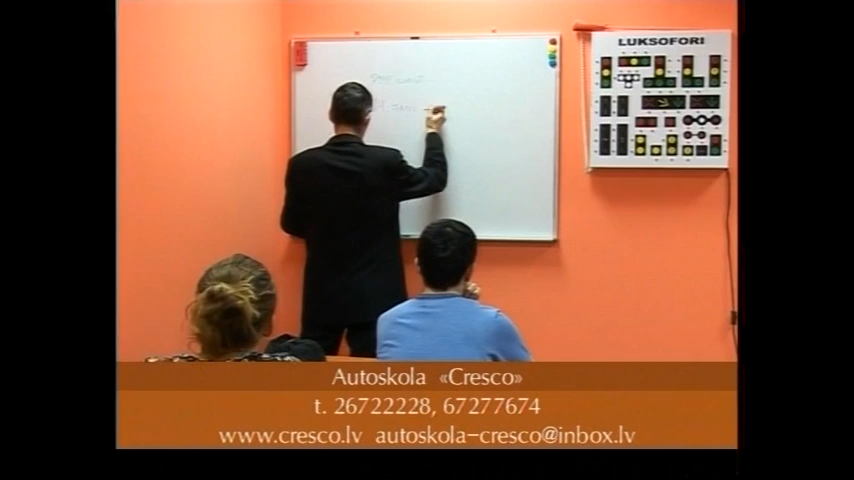 LUKSOFORI
Autoskola «Cresco»
t. 26722228, 67277674
www.cresco.lv autoskola-cresco@inbox.lv